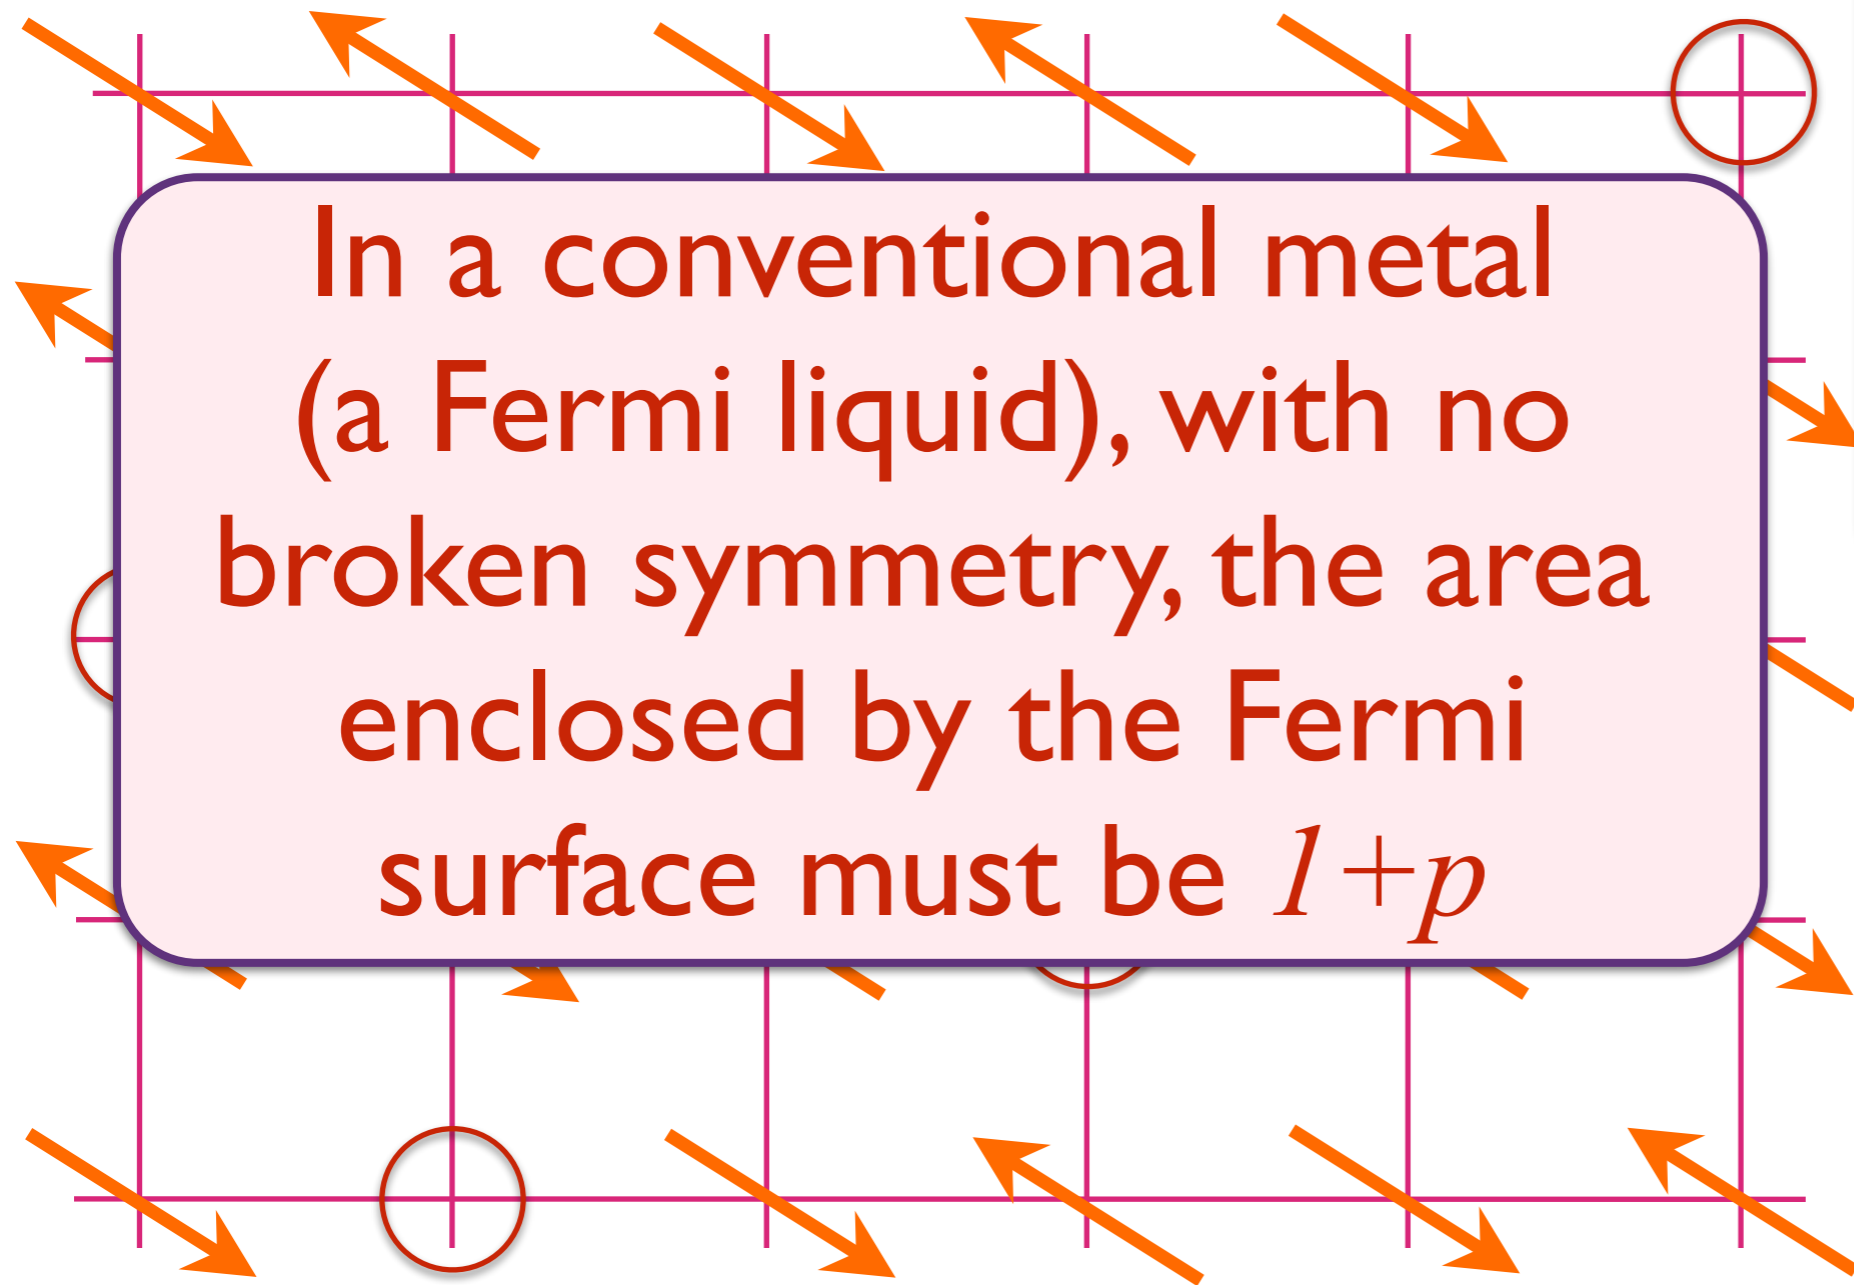 In a conventional metal
(a Fermi liquid), with no
broken symmetry, the area
enclosed by the Fermi
surface must be 1+p